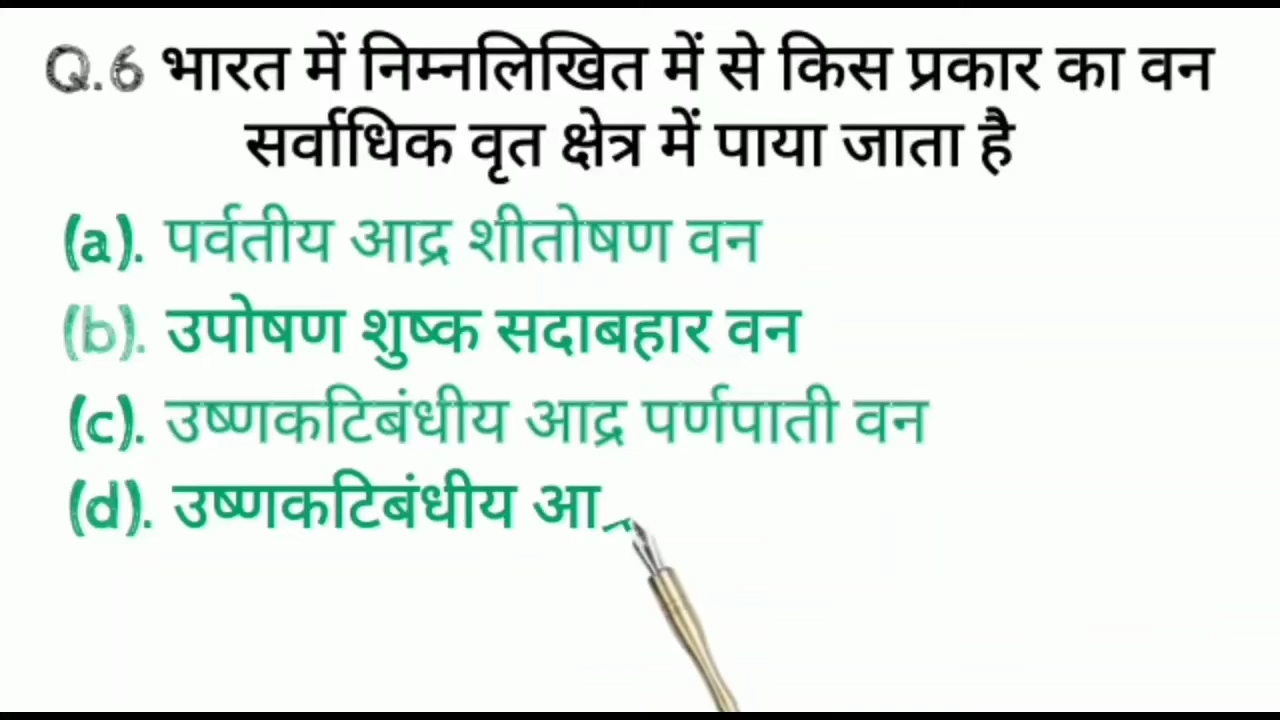 Q.6 भारत में निम्नलिखित में से किस प्रकार का वन
सर्वाधिक वृत क्षेत्र में पाया जाता है
(a). पर्वतीय आद्र शीतोषण वन
(b). उपोषण शुष्क सदाबहार वन
(c). उष्णकटिबंधीय आद्र पर्णपाती वन
(d). उष्णकटिबंधीय आ